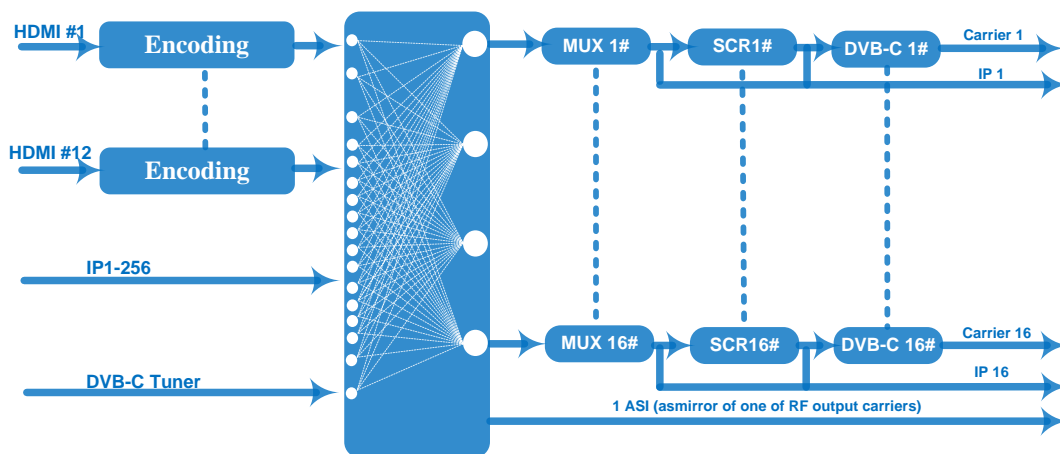 HDMI #1
Encoding
MUX 1#
SCR1#
DVB-C 1#
Carrier 1
IP 1
HDMI #12
Encoding
IP1-256
MUX 16#
SCR16#
DVB-C 16#
Carrier 16
IP 16
DVB-C Tuner
1 ASI (asmirror of one of RF output carriers)